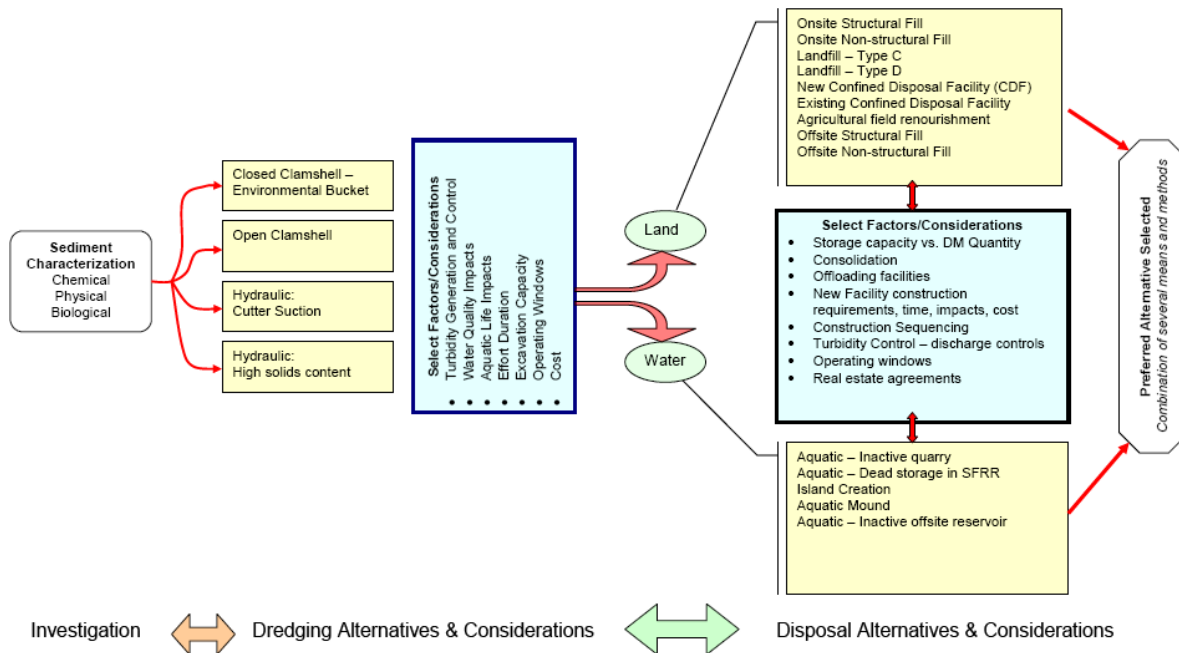 Sediment
Characterization
Chemical
Physical
Biological
Closed Clamshell –
Environmental Bucket
Open Clamshell
Hydraulic:
Cutter Suction
Hydraulic:
High solids content
Select Factors/Considerations
• Turbidity Generation and Control
• Water Quality Impacts
• Aquatic Life Impacts
• Effort Duration
• Excavation Capacity
• Operating Windows
• Cost
Land
Water
Onsite Structural Fill
Onsite Non-structural Fill
Landfill – Type C
Landfill – Type D
New Confined Disposal Facility (CDF)
Existing Confined Disposal Facility
Agricultural field renourishment
Offsite Structural Fill
Offsite Non-structural Fill
Select Factors/Considerations
• Storage capacity vs. DM Quantity
• Consolidation
• Offloading facilities
• New Facility construction
requirements, time, impacts, cost
• Construction Sequencing
• Turbidity Control – discharge controls
• Operating windows
• Real estate agreements
Aquatic – Inactive quarry
Aquatic – Dead storage in SFRR
Island Creation
Aquatic Mound
Aquatic – Inactive offsite reservoir
Preferred Alternative Selected
Combination of several means and methods
Investigation
Dredging Alternatives & Considerations
Disposal Alternatives & Considerations